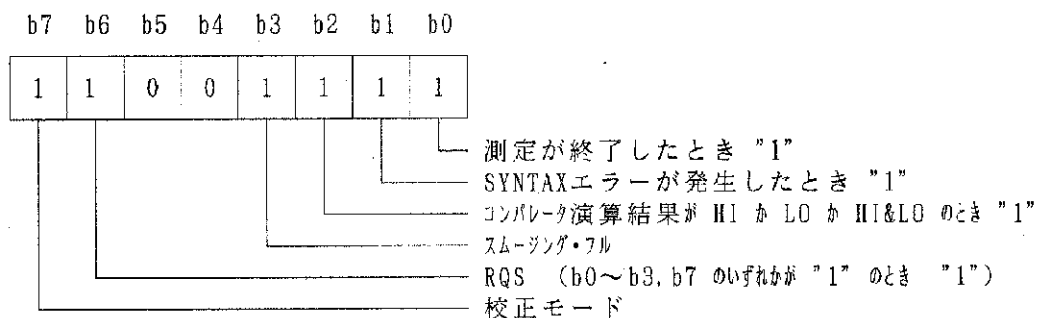 b7 b6 b5 b4 b3 b2 b1 b0
1 1 0 0 1 1 1 1
測定が終了したとき "1"
SYNTAXエラーが発生したとき "1"
コンパレータ演算結果が HI か LO か HI&LO のとき "1"
スムージング・フル
RQS (b0~b3, b7 のいずれかが "1" のとき "1")
校正モード